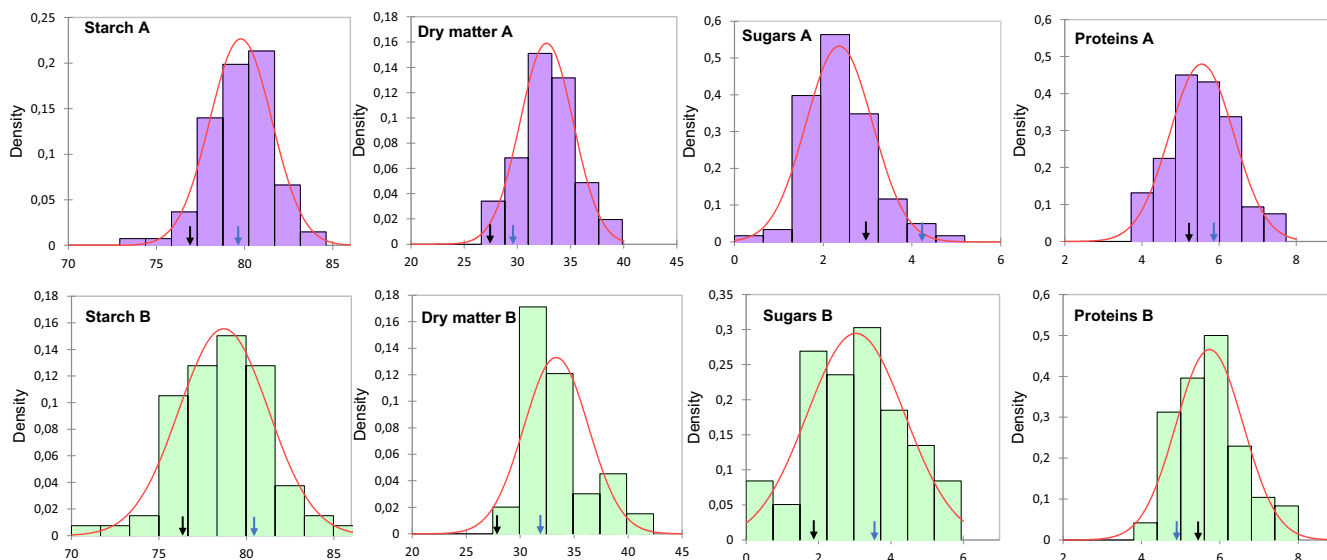 Starch A
Density
0,25
0,2
0,15
0,1
0,05
0
70 75 80 85
Dry matter A
Density
0,18
0,16
0,14
0,12
0,1
0,08
0,06
0,04
0,02
0
20 25 30 35 40 45
Sugars A
Density
0,6
0,5
0,4
0,3
0,2
0,1
0
0 2 4 6
Proteins A
Density
0,6
0,5
0,4
0,3
0,2
0,1
0
2 4 6 8
Starch B
Density
0,18
0,16
0,14
0,12
0,1
0,08
0,06
0,04
0,02
0
70 75 80 85
Dry matter B
Density
0,18
0,16
0,14
0,12
0,1
0,08
0,06
0,04
0,02
0
20 25 30 35 40 45
Sugars B
Density
0,35
0,3
0,25
0,2
0,15
0,1
0,05
0
0 2 4 6
Proteins B
Density
0,6
0,5
0,4
0,3
0,2
0,1
0
2 4 6 8